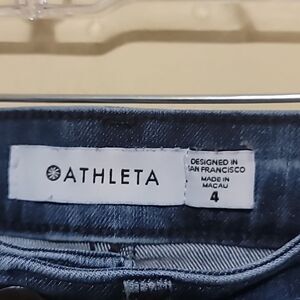 ATHLETA
DESIGNED IN
SAN FRANCISCO
MADE IN
MACAU
4